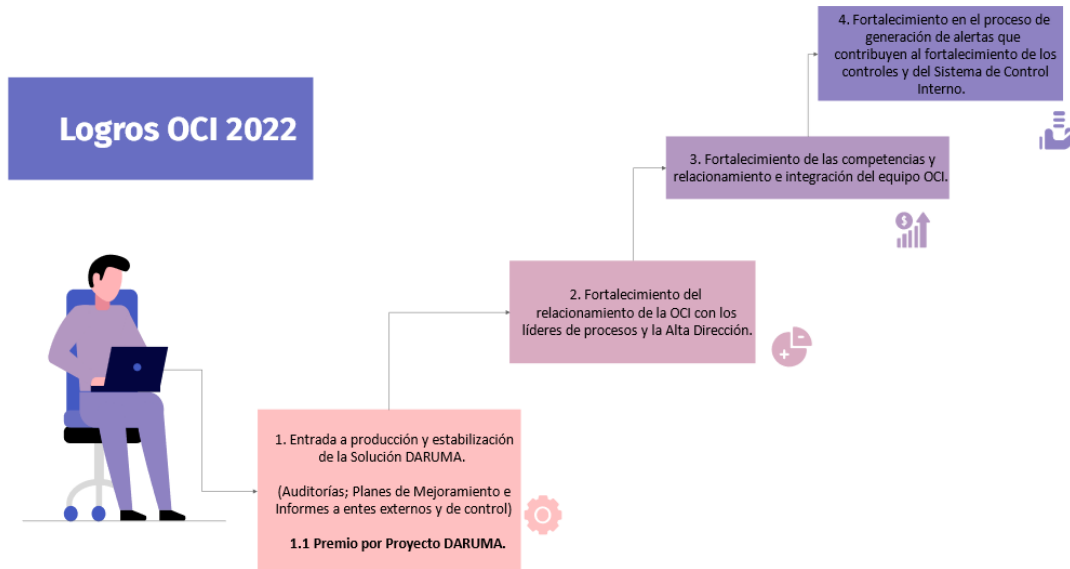 Logros OCI 2022
4. Fortalecimiento en el proceso de
generación de alertas que
contribuyen al fortalecimiento de los
controles y del Sistema de Control
Interno.
3. Fortalecimiento de las competencias y
relacionamiento e integración del equipo OCI.
2. Fortalecimiento del
relacionamiento de la OCI con los
líderes de procesos y la Alta Dirección.
1. Entrada a producción y estabilización
de la Solución DARUMA.
(Auditorías; Planes de Mejoramiento e
Informes a entes externos y de control)
1.1 Premio por Proyecto DARUMA.